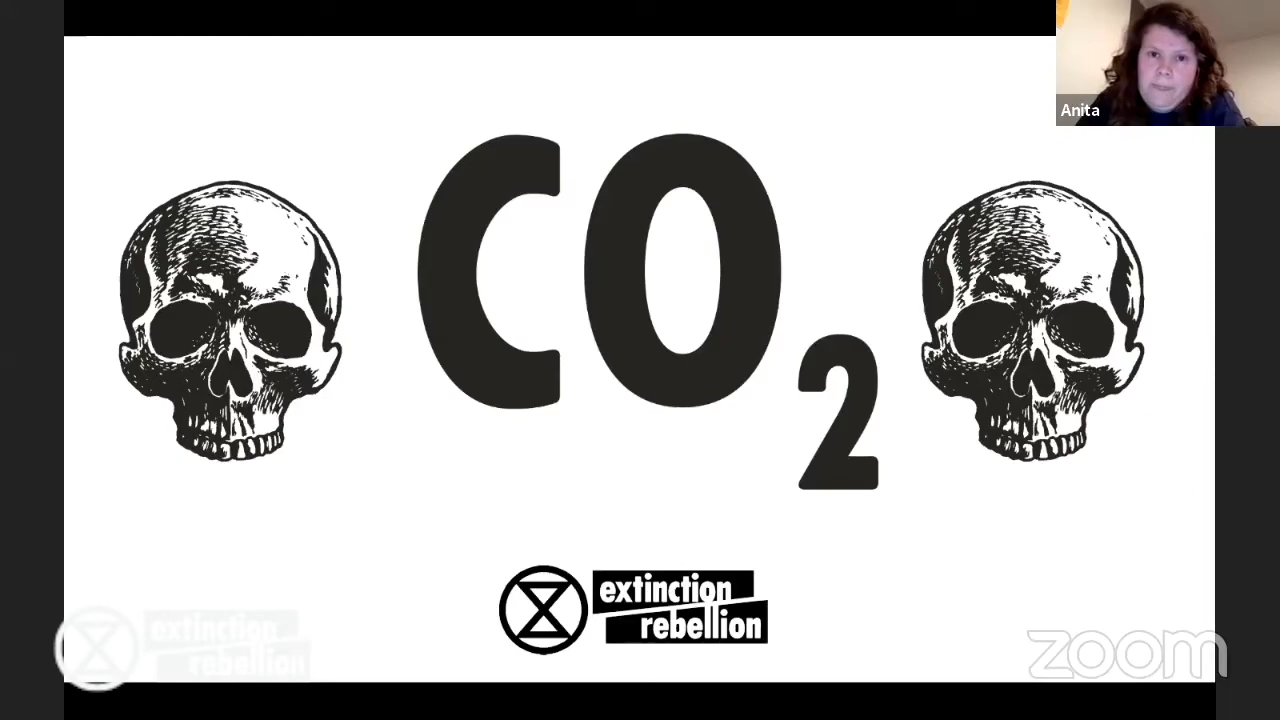 Anita
CO₂
extinction
rebellion
extinction
rebellion
zoom